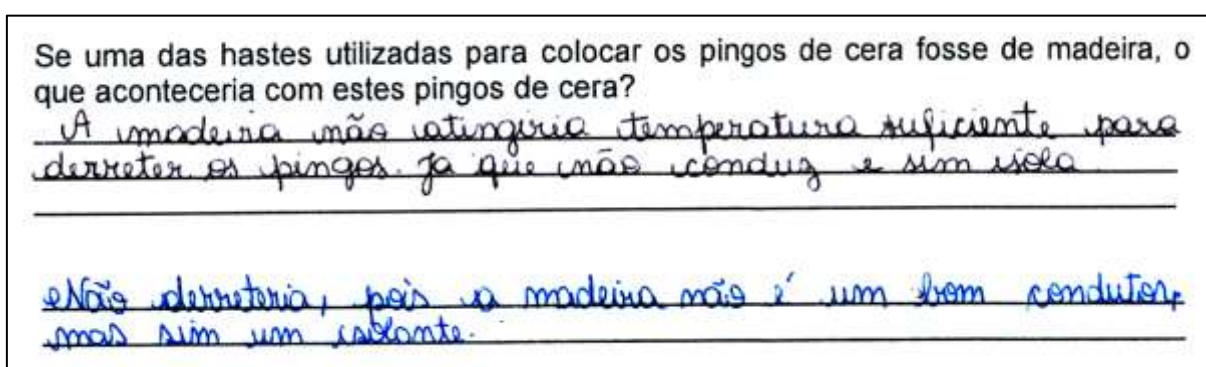 Se uma das hastes utilizadas para colocar os pingos de cera fosse de madeira, o
que aconteceria com estes pingos de cera?
A madeira não atingiria temperatura suficiente para
derreter os pingos. Ja que não conduz e sim isola.
Não derreteria, pois a madeira não é um bom condutor,
mas sim um isolante.